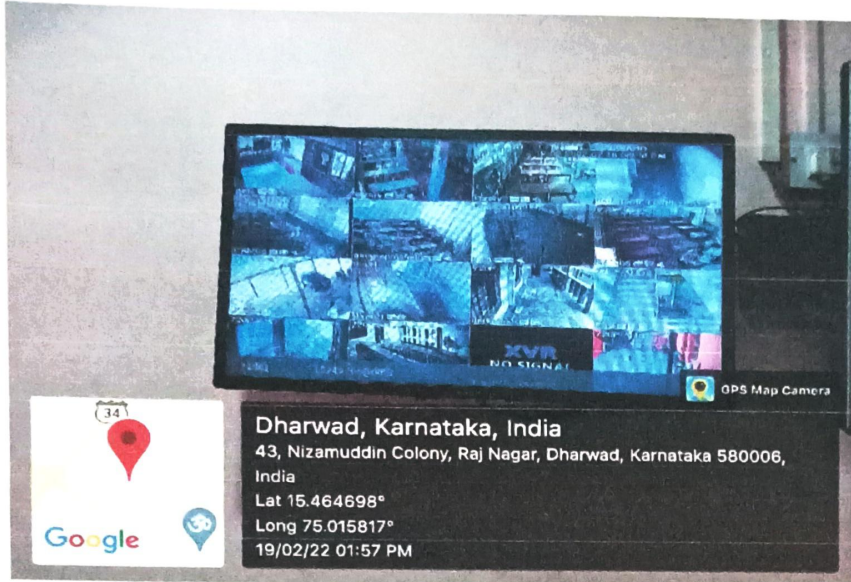 XVR
NO SIGNAL
GPS Map Camera
34
Google
Dharwad, Karnataka, India
43, Nizamuddin Colony, Raj Nagar, Dharwad, Karnataka 580006,
India
Lat 15.464698°
Long 75.015817°
19/02/22 01:57 PM